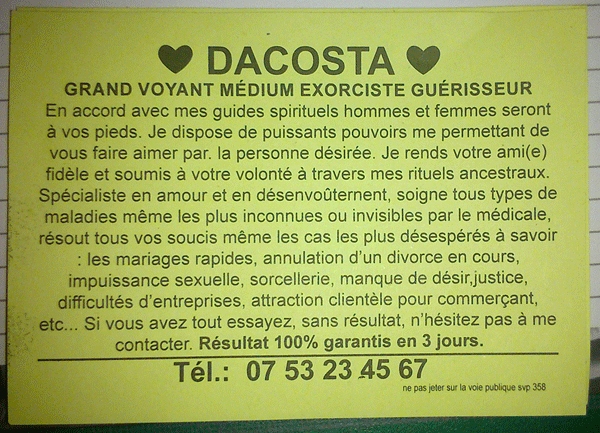 ♥ DACOSTA ♥
GRAND VOYANT MÉDIUM EXORCISTE GUÉRISSEUR
En accord avec mes guides spirituels hommes et femmes seront
à vos pieds. Je dispose de puissants pouvoirs me permettant de
vous faire aimer par. la personne désirée. Je rends votre ami(e)
fidèle et soumis à votre volonté à travers mes rituels ancestraux.
Spécialiste en amour et en désenvoûternent, soigne tous types de
maladies même les plus inconnues ou invisibles par le médicale,
résout tous vos soucis même les cas les plus désespérés à savoir
: les mariages rapides, annulation d'un divorce en cours,
impuissance sexuelle, sorcellerie, manque de désir,justice,
difficultés d'entreprises, attraction clientèle pour commerçant,
etc... Si vous avez tout essayez, sans résultat, n'hésitez pas à me
contacter. Résultat 100% garantis en 3 jours.
Tél.: 07 53 23 45 67
ne pas jeter sur la voie publique svp 358